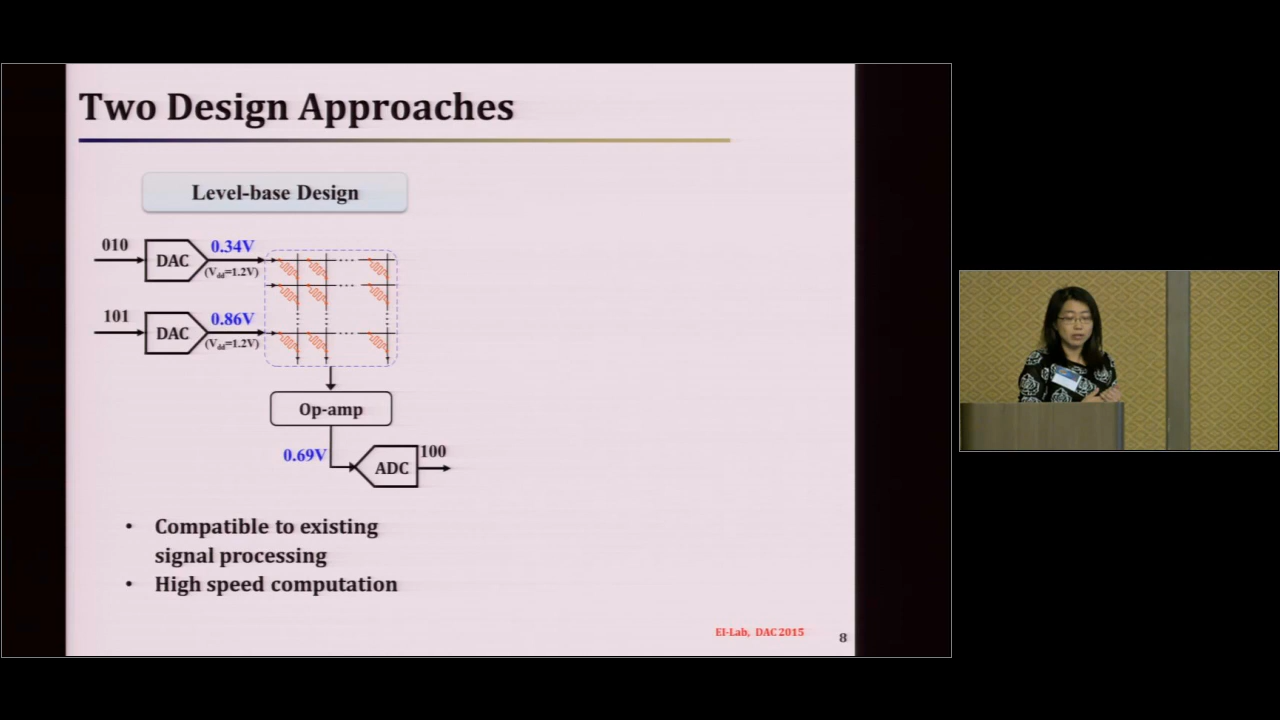 Two Design Approaches
Level-base Design
010
DAC
0.34V
(Vdd=1.2V)
101
DAC
0.86V
(Vdd=1.2V)
Op-amp
0.69V
ADC
100
• Compatible to existing
signal processing
• High speed computation
EI-Lab, DAC 2015
8